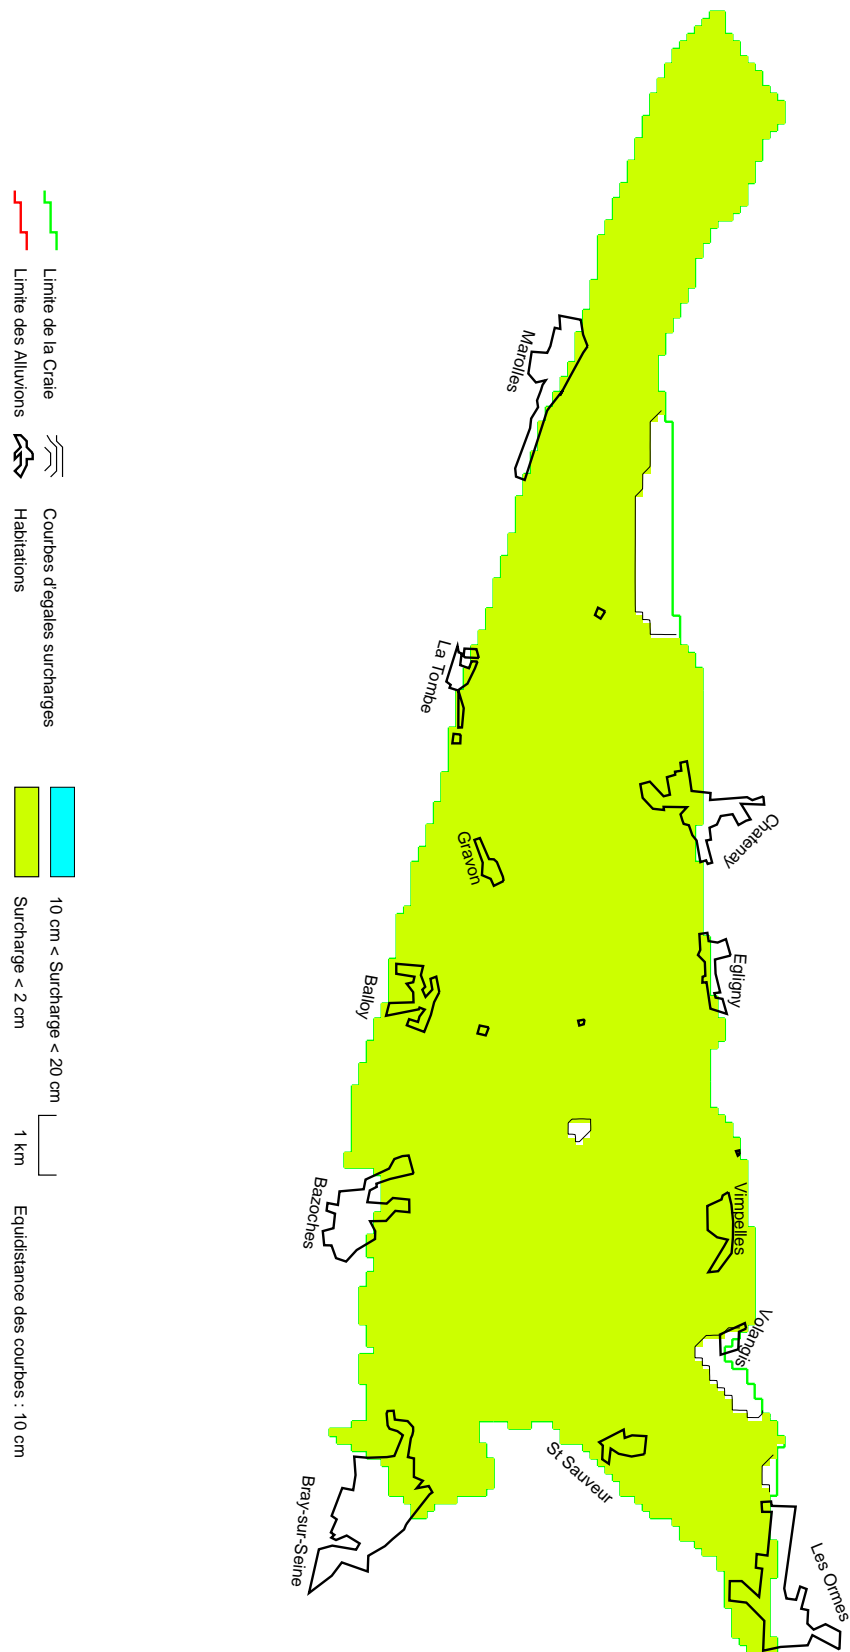 Marolles
La Tombe
Chatenay
Gravon
Egligny
Balloy
Vimpelles
Bazoches
Volangis
St Sauveur
Bray-sur-Seine
Les Ormes
Limite de la Craie
Courbes d'egales surcharges
10 cm < Surcharge < 20 cm
Limite des Alluvions
Habitations
Surcharge < 2 cm
1 km
Equidistance des courbes : 10 cm